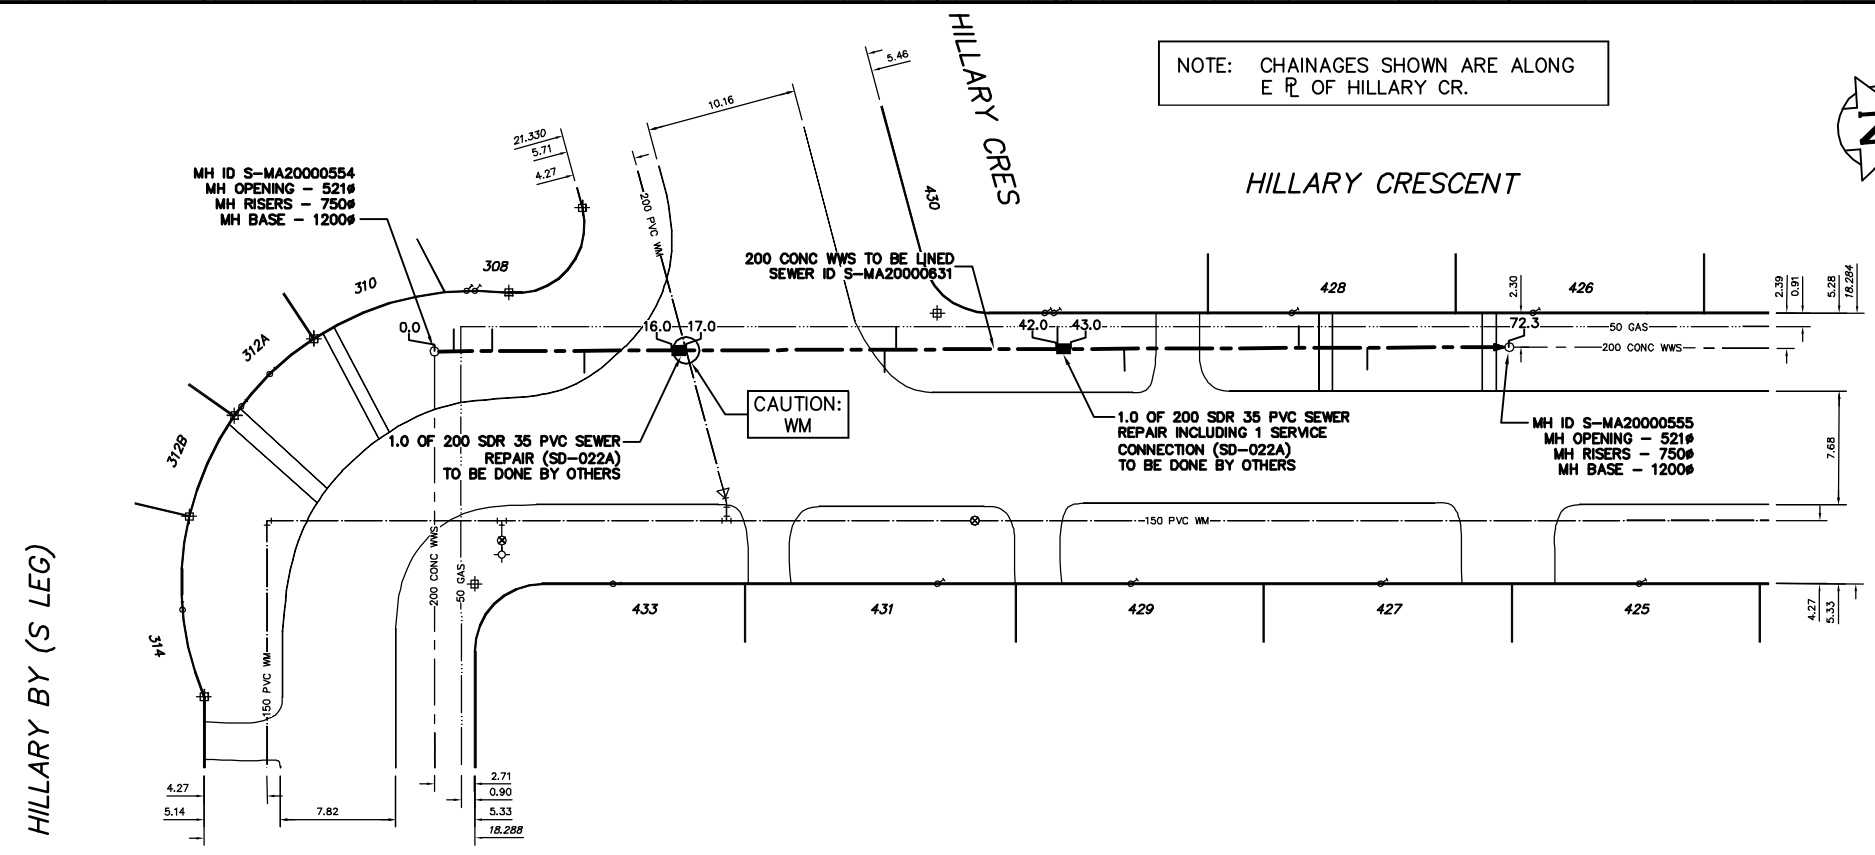 NOTE: CHAINAGES SHOWN ARE ALONG
E PL OF HILLARY CR.
HILLARY CRES
HILLARY CRESCENT
HILLARY BY (S LEG)
N
5.46
10.16
21.330
5.71
4.27
MH ID S-MA20000554
MH OPENING - 521ø
MH RISERS - 750ø
MH BASE - 1200ø
200 PVC WM
430
308
310
312A
312B
314
200 CONC WWS TO BE LINED
SEWER ID S-MA20000631
428
426
2.30
2.39
0.91
5.28
18.284
0.0
16.0
17.0
42.0
43.0
72.3
50 GAS
200 CONC WWS
CAUTION:
WM
1.0 OF 200 SDR 35 PVC SEWER
REPAIR (SD-022A)
TO BE DONE BY OTHERS
1.0 OF 200 SDR 35 PVC SEWER
REPAIR INCLUDING 1 SERVICE
CONNECTION (SD-022A)
TO BE DONE BY OTHERS
MH ID S-MA20000555
MH OPENING - 521ø
MH RISERS - 750ø
MH BASE - 1200ø
7.68
150 PVC WM
200 CONC WWS
50 GAS
150 PVC WM
433
431
429
427
425
4.27
5.33
4.27
5.14
7.82
2.71
0.90
5.33
18.288